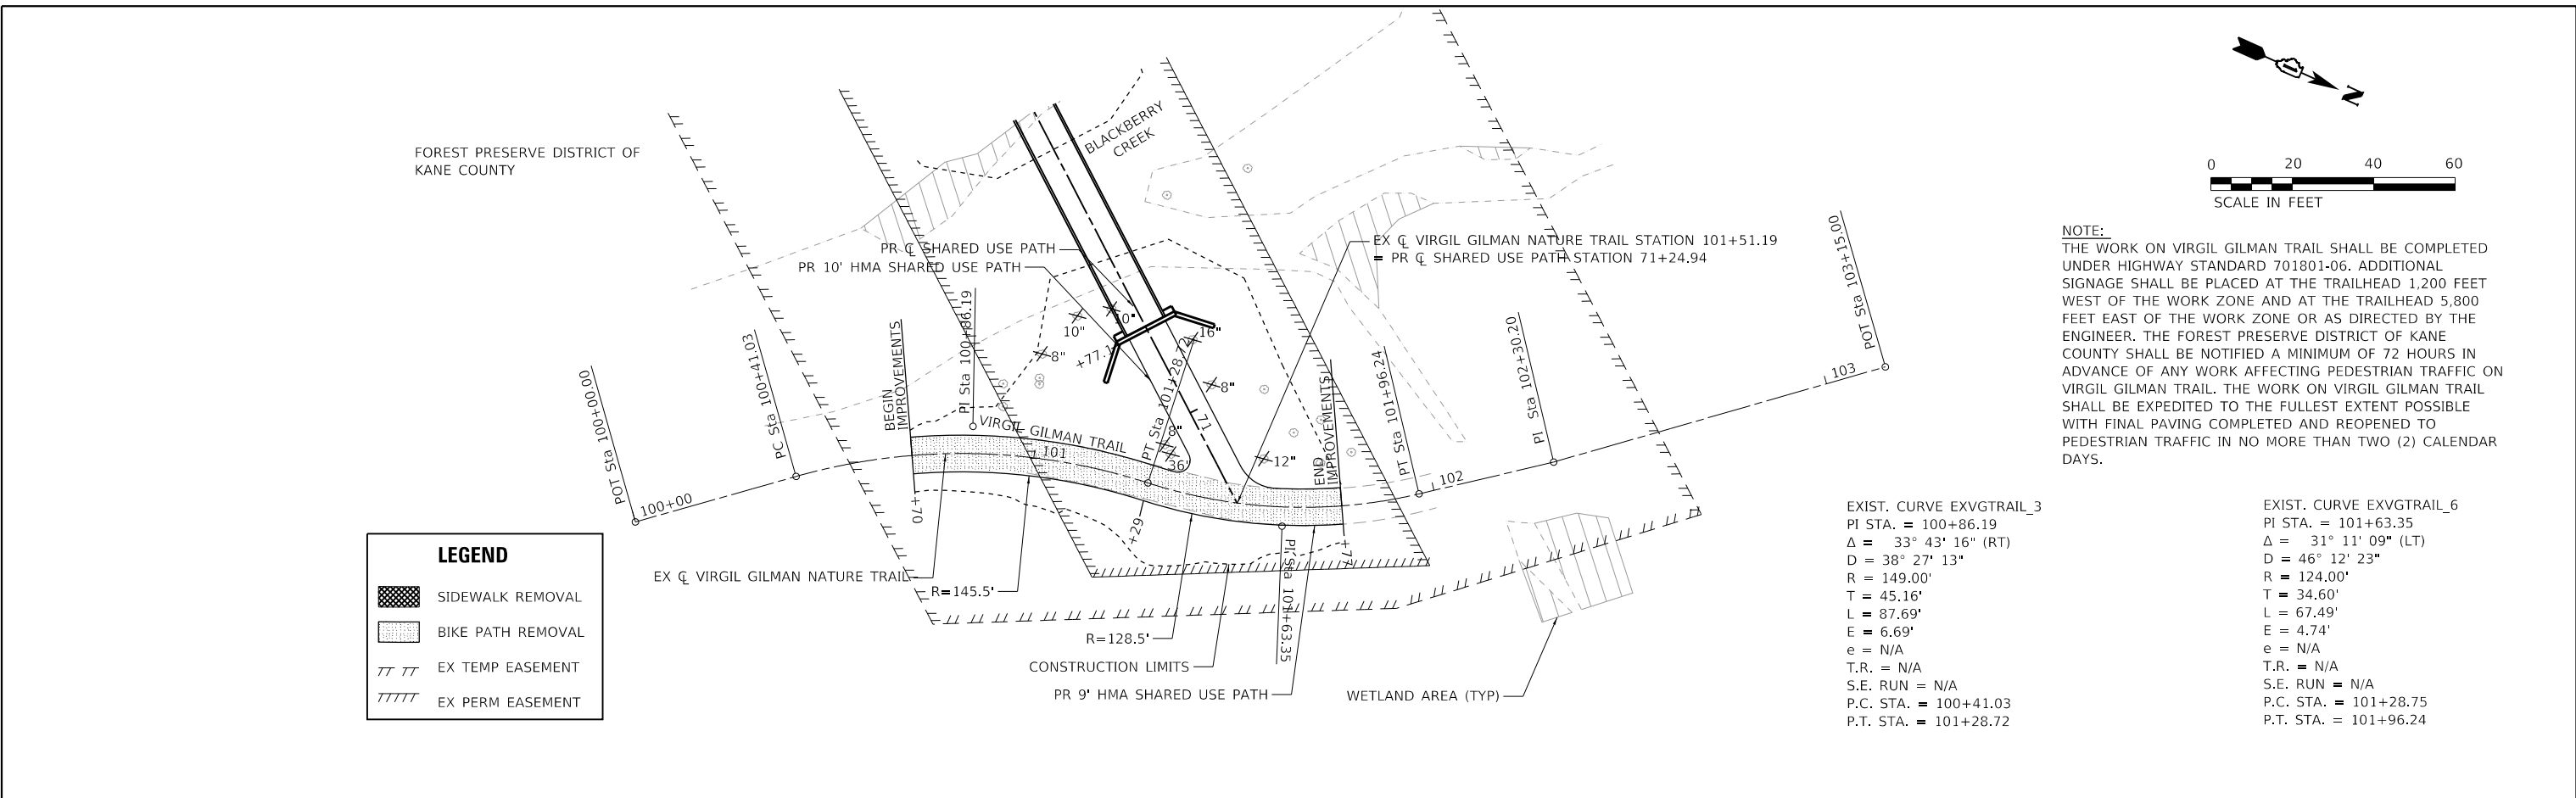 FOREST PRESERVE DISTRICT OF
KANE COUNTY
BLACKBERRY
CREEK
N
0 20 40 60
SCALE IN FEET
PR ℄ SHARED USE PATH
PR 10' HMA SHARED USE PATH
EX ℄ VIRGIL GILMAN NATURE TRAIL STATION 101+51.19
= PR ℄ SHARED USE PATH STATION 71+24.94
NOTE:
THE WORK ON VIRGIL GILMAN TRAIL SHALL BE COMPLETED
UNDER HIGHWAY STANDARD 701801-06. ADDITIONAL
SIGNAGE SHALL BE PLACED AT THE TRAILHEAD 1,200 FEET
WEST OF THE WORK ZONE AND AT THE TRAILHEAD 5,800
FEET EAST OF THE WORK ZONE OR AS DIRECTED BY THE
ENGINEER. THE FOREST PRESERVE DISTRICT OF KANE
COUNTY SHALL BE NOTIFIED A MINIMUM OF 72 HOURS IN
ADVANCE OF ANY WORK AFFECTING PEDESTRIAN TRAFFIC ON
VIRGIL GILMAN TRAIL. THE WORK ON VIRGIL GILMAN TRAIL
SHALL BE EXPEDITED TO THE FULLEST EXTENT POSSIBLE
WITH FINAL PAVING COMPLETED AND REOPENED TO
PEDESTRIAN TRAFFIC IN NO MORE THAN TWO (2) CALENDAR
DAYS.
POT Sta 100+00.00
PC Sta 100+41.03
BEGIN
IMPROVEMENTS
PI Sta 100+86.19
10"
10"
8"
16"
8"
8"
36"
12"
PT Sta 101+28.72
71
END
IMPROVEMENTS
PT Sta 101+96.24
PI Sta 102+30.20
POT Sta 103+15.00
100+00
VIRGIL GILMAN TRAIL
101
102
103
+70
+29
+77
PI Sta 101+63.35
EX ℄ VIRGIL GILMAN NATURE TRAIL
R=145.5'
R=128.5'
CONSTRUCTION LIMITS
PR 9' HMA SHARED USE PATH
WETLAND AREA (TYP)
LEGEND
SIDEWALK REMOVAL
BIKE PATH REMOVAL
EX TEMP EASEMENT
EX PERM EASEMENT
EXIST. CURVE EXVGTRAIL_3
PI STA. = 100+86.19
Δ = 33° 43' 16" (RT)
D = 38° 27' 13"
R = 149.00'
T = 45.16'
L = 87.69'
E = 6.69'
e = N/A
T.R. = N/A
S.E. RUN = N/A
P.C. STA. = 100+41.03
P.T. STA. = 101+28.72
EXIST. CURVE EXVGTRAIL_6
PI STA. = 101+63.35
Δ = 31° 11' 09" (LT)
D = 46° 12' 23"
R = 124.00'
T = 34.60'
L = 67.49'
E = 4.74'
e = N/A
T.R. = N/A
S.E. RUN = N/A
P.C. STA. = 101+28.75
P.T. STA. = 101+96.24